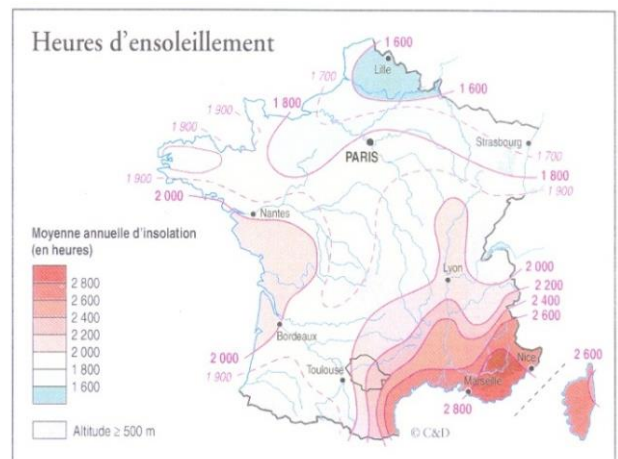 Heures d'ensoleillement
1 600
Lille
1 700
1 600
1 900
1 800
1 900
PARIS
Strasbourg
1 700
1 800
1 900
1 900
2 000
Nantes
Moyenne annuelle d'insolation
(en heures)
2 800
2 600
2 400
2 200
2 000
1 800
1 600
Lyon
2 000
2 200
2 400
2 600
Bordeaux
2 000
1 900
Toulouse
Nice
Marseille
2 600
2 800
© C&D
Altitude ≥ 500 m